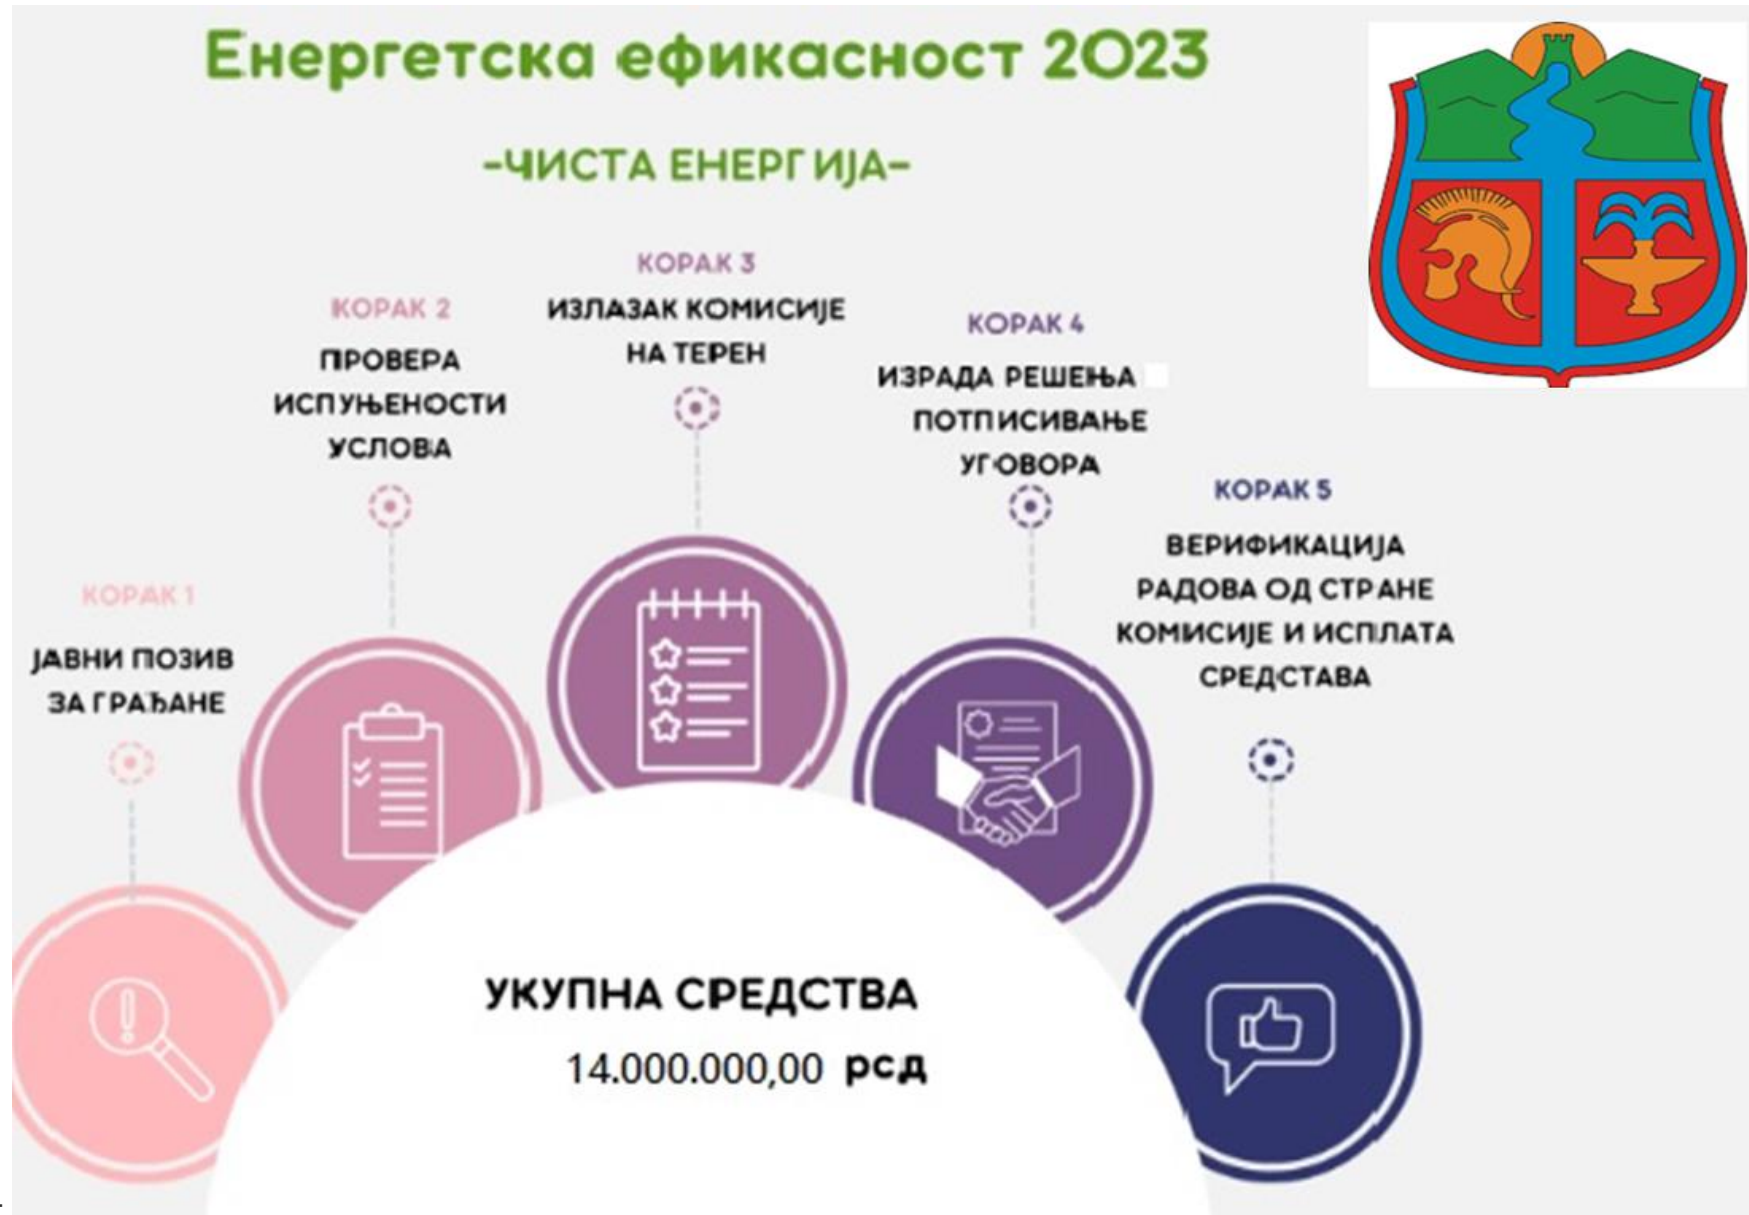 Енергетска ефикасност 2023
-ЧИСТА ЕНЕРГИЈА-
КОРАК 1
ЈАВНИ ПОЗИВ
ЗА ГРАЂАНЕ
КОРАК 2
ПРОВЕРА
ИСПУЊЕНОСТИ
УСЛОВА
КОРАК 3
ИЗЛАЗАК КОМИСИЈЕ
НА ТЕРЕН
КОРАК 4
ИЗРАДА РЕШЕЊА
ПОТПИСИВАЊЕ
УГОВОРА
КОРАК 5
ВЕРИФИКАЦИЈА
РАДОВА ОД СТРАНЕ
КОМИСИЈЕ И ИСПЛАТА
СРЕДСТАВА
УКУПНА СРЕДСТВА
14.000.000,00 рсд